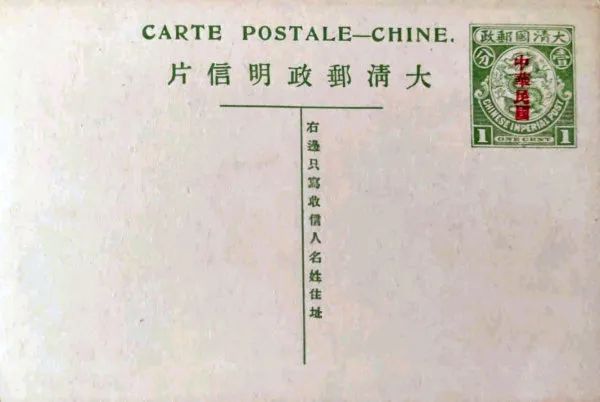 CARTE POSTALE—CHINE.
大清郵政明信片
右邊只寫收信人名姓住址
大清國郵政
壹分
中華民國
CHINESE IMPERIAL POST
1 ONE CENT 1